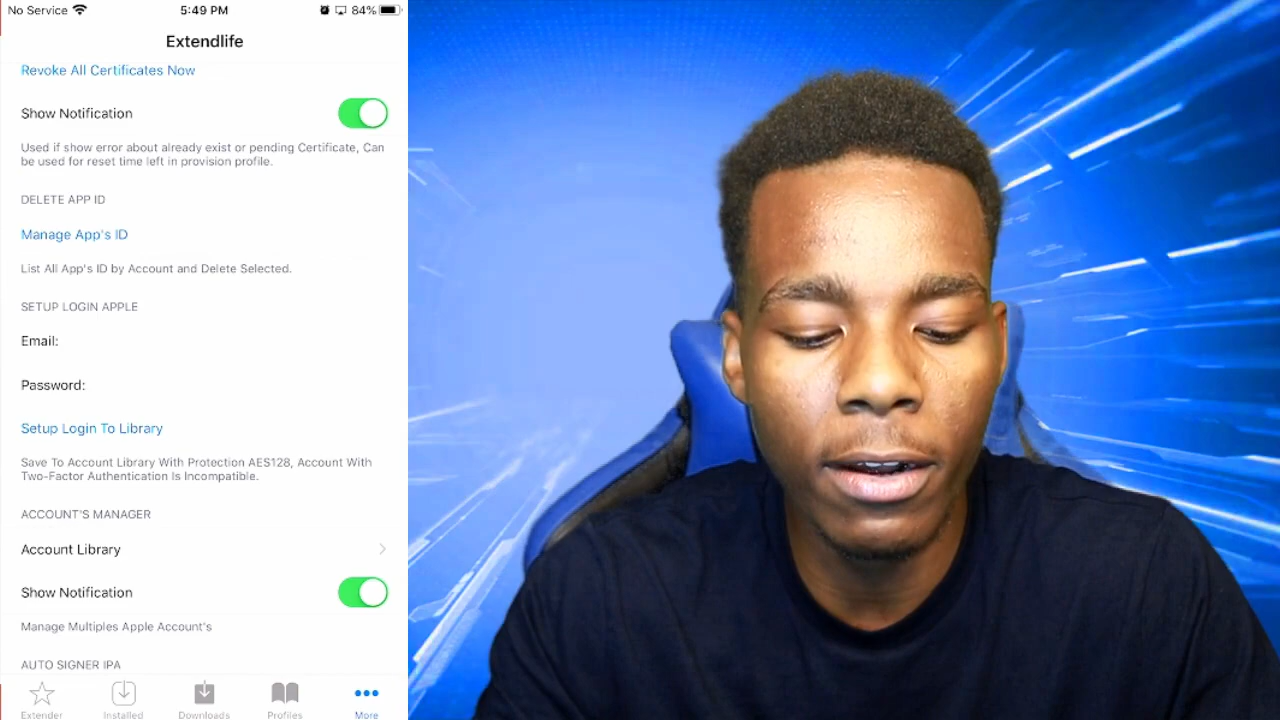 No Service 5:49 PM 84%
Extendlife
Revoke All Certificates Now
Show Notification
Used if show error about already exist or pending Certificate, Can
be used for reset time left in provision profile.
DELETE APP ID
Manage App's ID
List All App's ID by Account and Delete Selected.
SETUP LOGIN APPLE
Email:
Password:
Setup Login To Library
Save To Account Library With Protection AES128, Account With
Two-Factor Authentication Is Incompatible.
ACCOUNT'S MANAGER
Account Library
Show Notification
Manage Multiples Apple Account's
AUTO SIGNER IPA
Extender Installed Downloads Profiles More